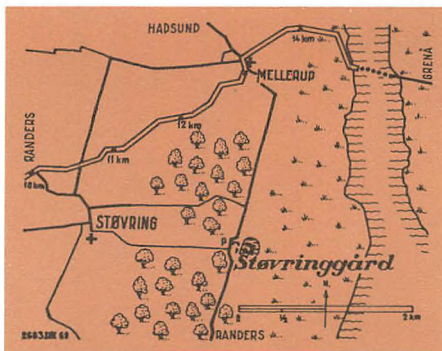 HADSUND
14 km
MELLERUP
GRENÅ
12 km
RANDERS
11 km
10 km
STØVRING
P
Støvringgård
N.
0
½
2 km
RANDERS